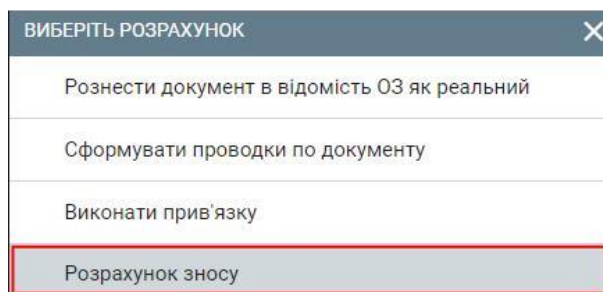 ВИБЕРІТЬ РОЗРАХУНОК
Рознести документ в відомість ОЗ як реальний
Сформувати проводки по документу
Виконати прив'язку
Розрахунок зносу